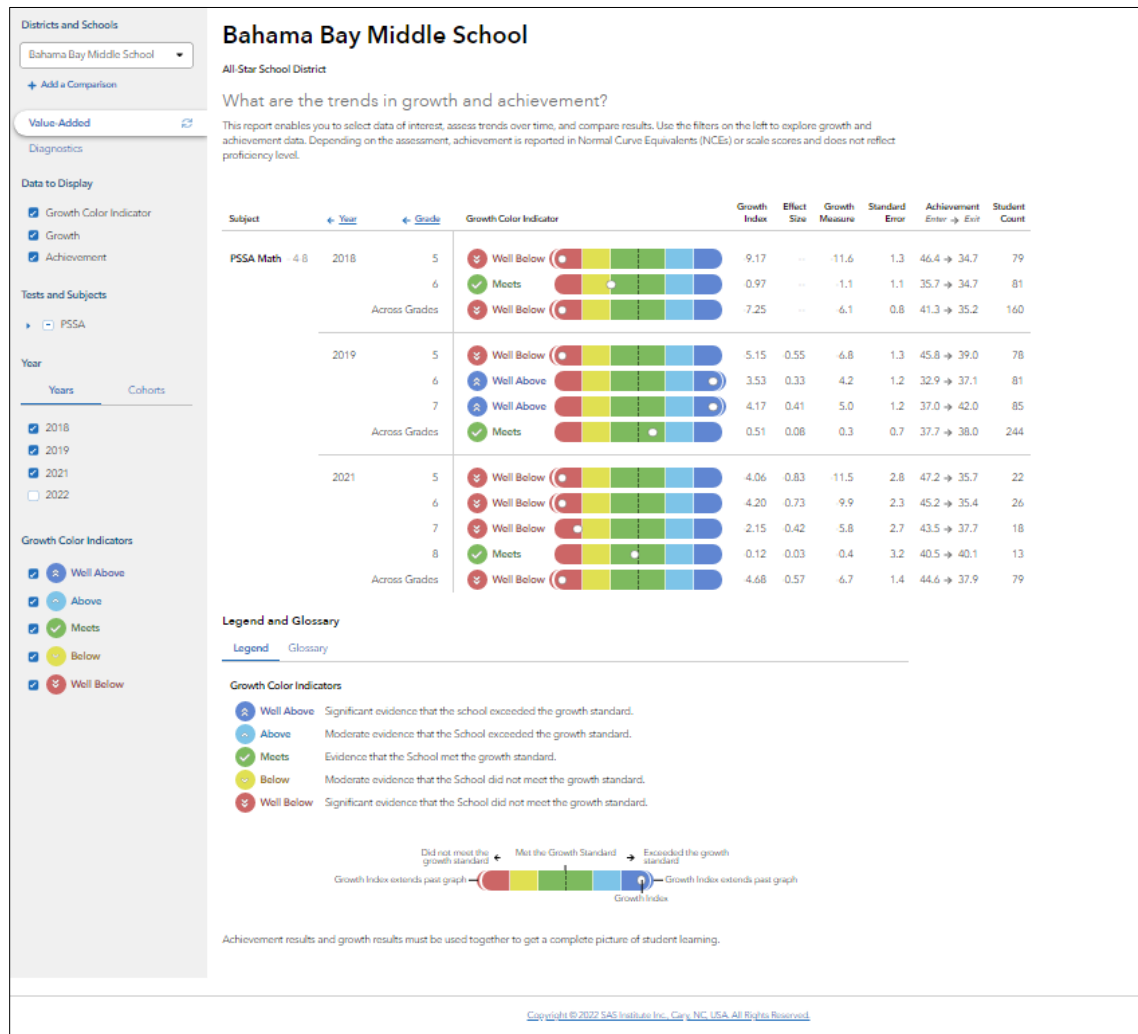 Districts and Schools
Bahama Bay Middle School
+ Add a Comparison
Value-Added
Diagnostics
Data to Display
Growth Color Indicator
Growth
Achievement
Tests and Subjects
PSSA
Year
Years Cohorts
2018
2019
2021
2022
Growth Color Indicators
Well Above
Above
Meets
Below
Well Below
Bahama Bay Middle School
All-Star School District
What are the trends in growth and achievement?
This report enables you to select data of interest, assess trends over time, and compare results. Use the filters on the left to explore growth and
achievement data. Depending on the assessment, achievement is reported in Normal Curve Equivalents (NCEs) or scale scores and does not reflect
proficiency level.
Subject ← Year ← Grade Growth Color Indicator Growth Index Effect Size Growth Measure Standard Error Achievement Enter → Exit Student Count
PSSA Math - 4 8 2018 5 Well Below 9.17 -- -11.6 1.3 46.4 → 34.7 79
6 Meets 0.97 -- -1.1 1.1 35.7 → 34.7 81
Across Grades Well Below 7.25 -- 6.1 0.8 41.3 → 35.2 160
2019 5 Well Below 5.15 0.55 -6.8 1.3 45.8 → 39.0 78
6 Well Above 3.53 0.33 4.2 1.2 32.9 → 37.1 81
7 Well Above 4.17 0.41 5.0 1.2 37.0 → 42.0 85
Across Grades Meets 0.51 0.08 0.3 0.7 37.7 → 38.0 244
2021 5 Well Below 4.06 0.83 -11.5 2.8 47.2 → 35.7 22
6 Well Below 4.20 0.73 -9.9 2.3 45.2 → 35.4 26
7 Well Below 2.15 0.42 5.8 2.7 43.5 → 37.7 18
8 Meets 0.12 0.03 0.4 3.2 40.5 → 40.1 13
Across Grades Well Below 4.68 0.57 6.7 1.4 44.6 → 37.9 79
Legend and Glossary
Legend Glossary
Growth Color Indicators
Well Above Significant evidence that the school exceeded the growth standard.
Above Moderate evidence that the School exceeded the growth standard.
Meets Evidence that the School met the growth standard.
Below Moderate evidence that the School did not meet the growth standard.
Well Below Significant evidence that the School did not meet the growth standard.
Did not meet the growth standard ← Met the Growth Standard → Exceeded the growth standard
Growth Index extends past graph Growth Index extends past graph
Growth Index
Achievement results and growth results must be used together to get a complete picture of student learning.
Copyright © 2022 SAS Institute Inc., Cary, NC, USA. All Rights Reserved.